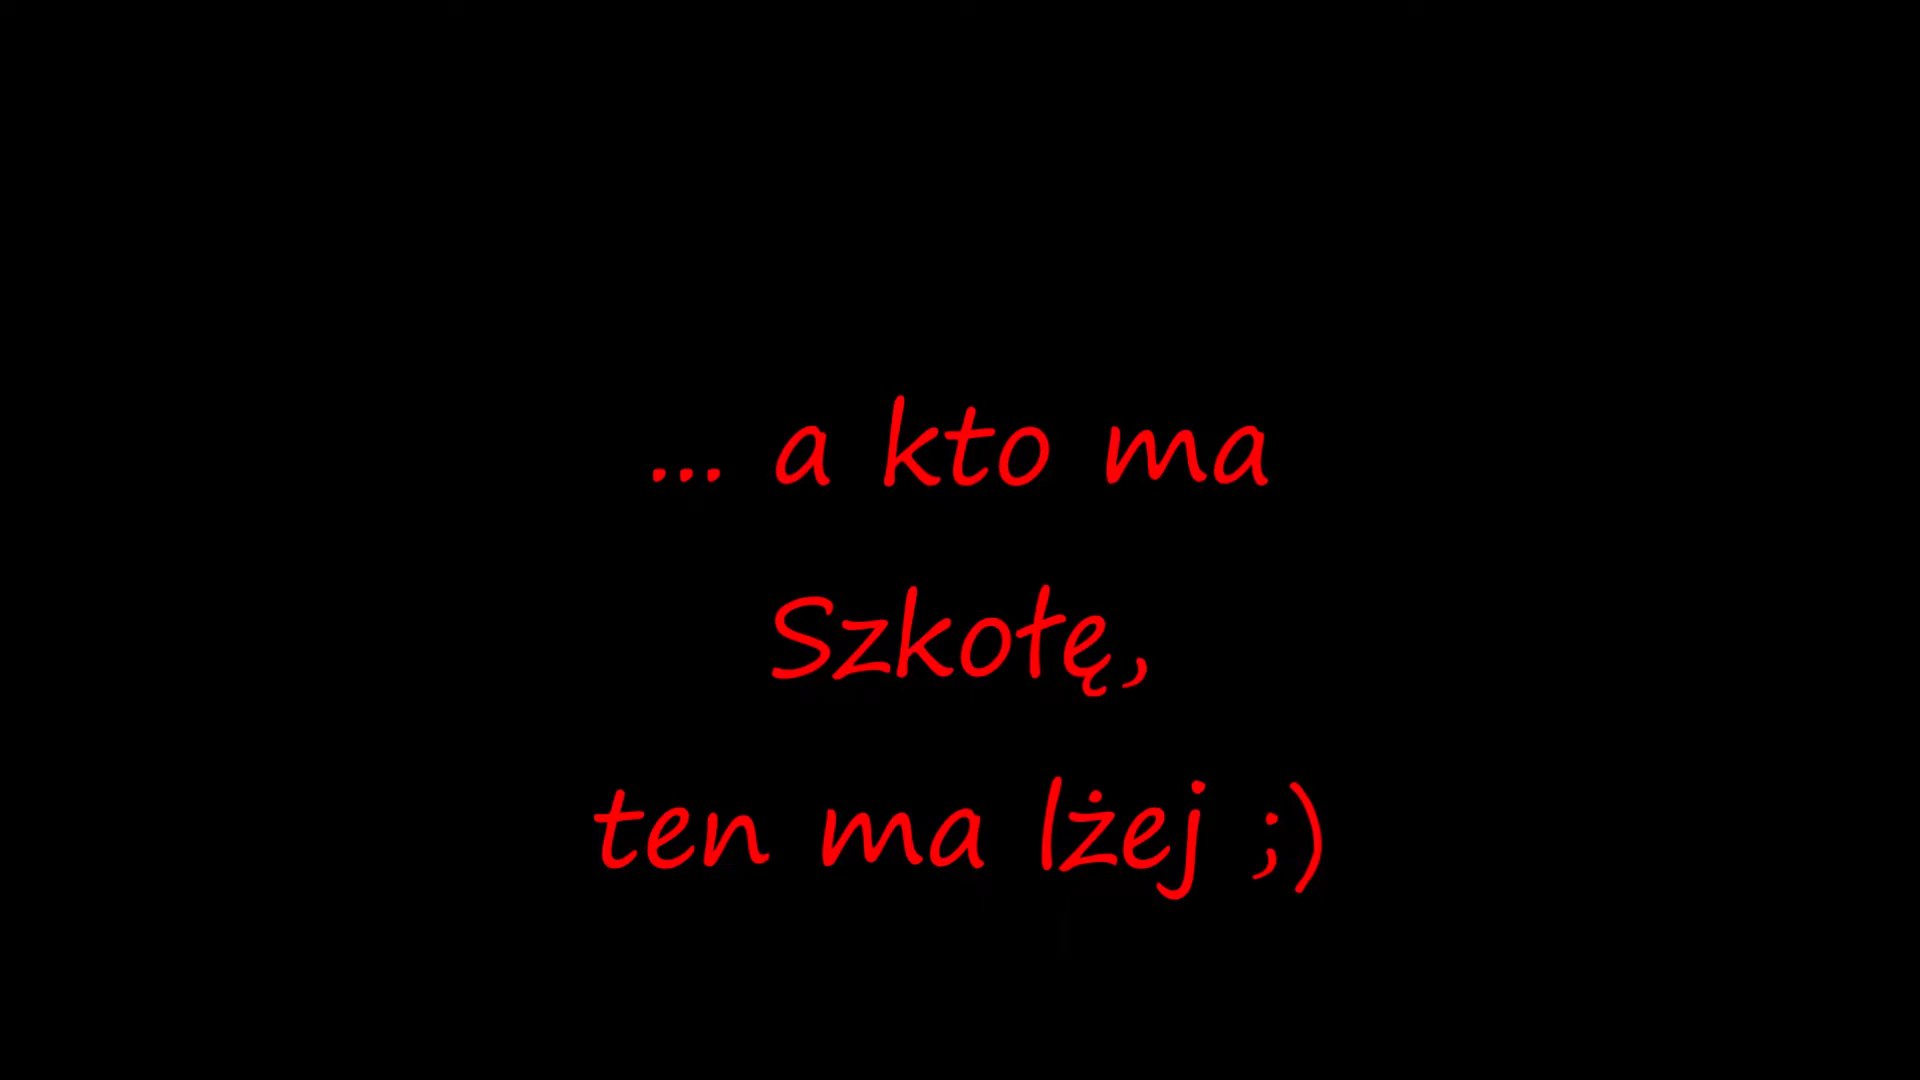 ... a kto ma
Szkołę,
ten ma lżej ;)